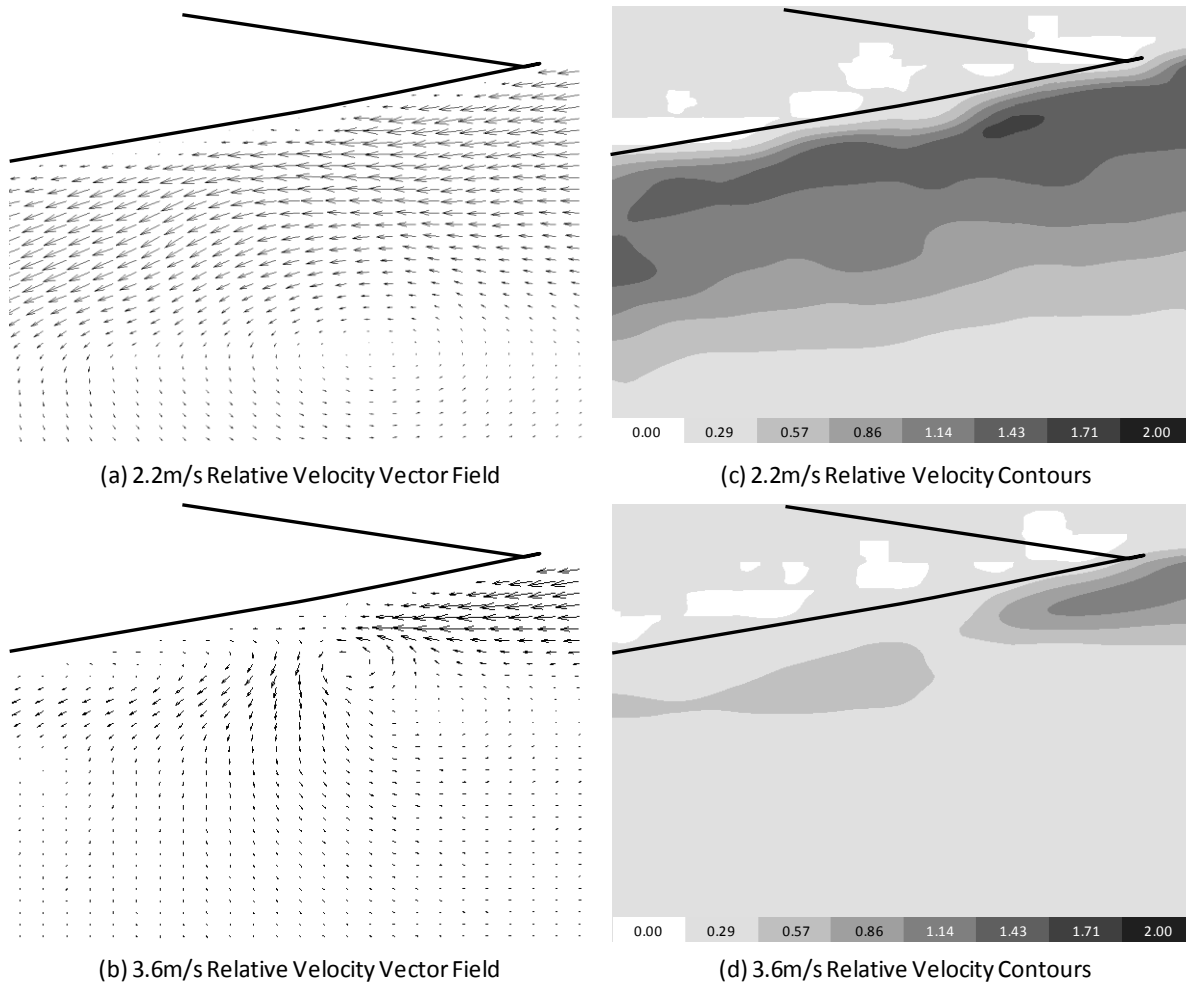 0.00 0.29 0.57 0.86 1.14 1.43 1.71 2.00
(a) 2.2m/s Relative Velocity Vector Field
(c) 2.2m/s Relative Velocity Contours
0.00 0.29 0.57 0.86 1.14 1.43 1.71 2.00
(b) 3.6m/s Relative Velocity Vector Field
(d) 3.6m/s Relative Velocity Contours